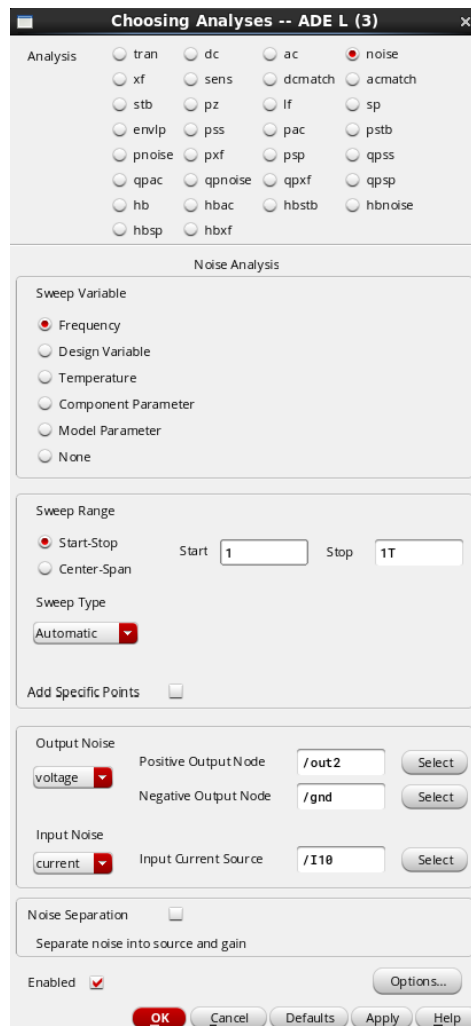 Choosing Analyses -- ADE L (3)
Analysis tran dc ac noise
xf sens dcmatch acmatch
stb pz lf sp
envlp pss pac pstb
pnoise pxf psp qpss
qpac qpnoise qpxf qpsp
hb hbac hbstb hbnoise
hbsp hbxf
Noise Analysis
Sweep Variable
Frequency
Design Variable
Temperature
Component Parameter
Model Parameter
None
Sweep Range
Start-Stop Start 1 Stop 1T
Center-Span
Sweep Type
Automatic
Add Specific Points
Output Noise
voltage Positive Output Node /out2 Select
Negative Output Node /gnd Select
Input Noise
current Input Current Source /I10 Select
Noise Separation
Separate noise into source and gain
Enabled Options...
OK Cancel Defaults Apply Help